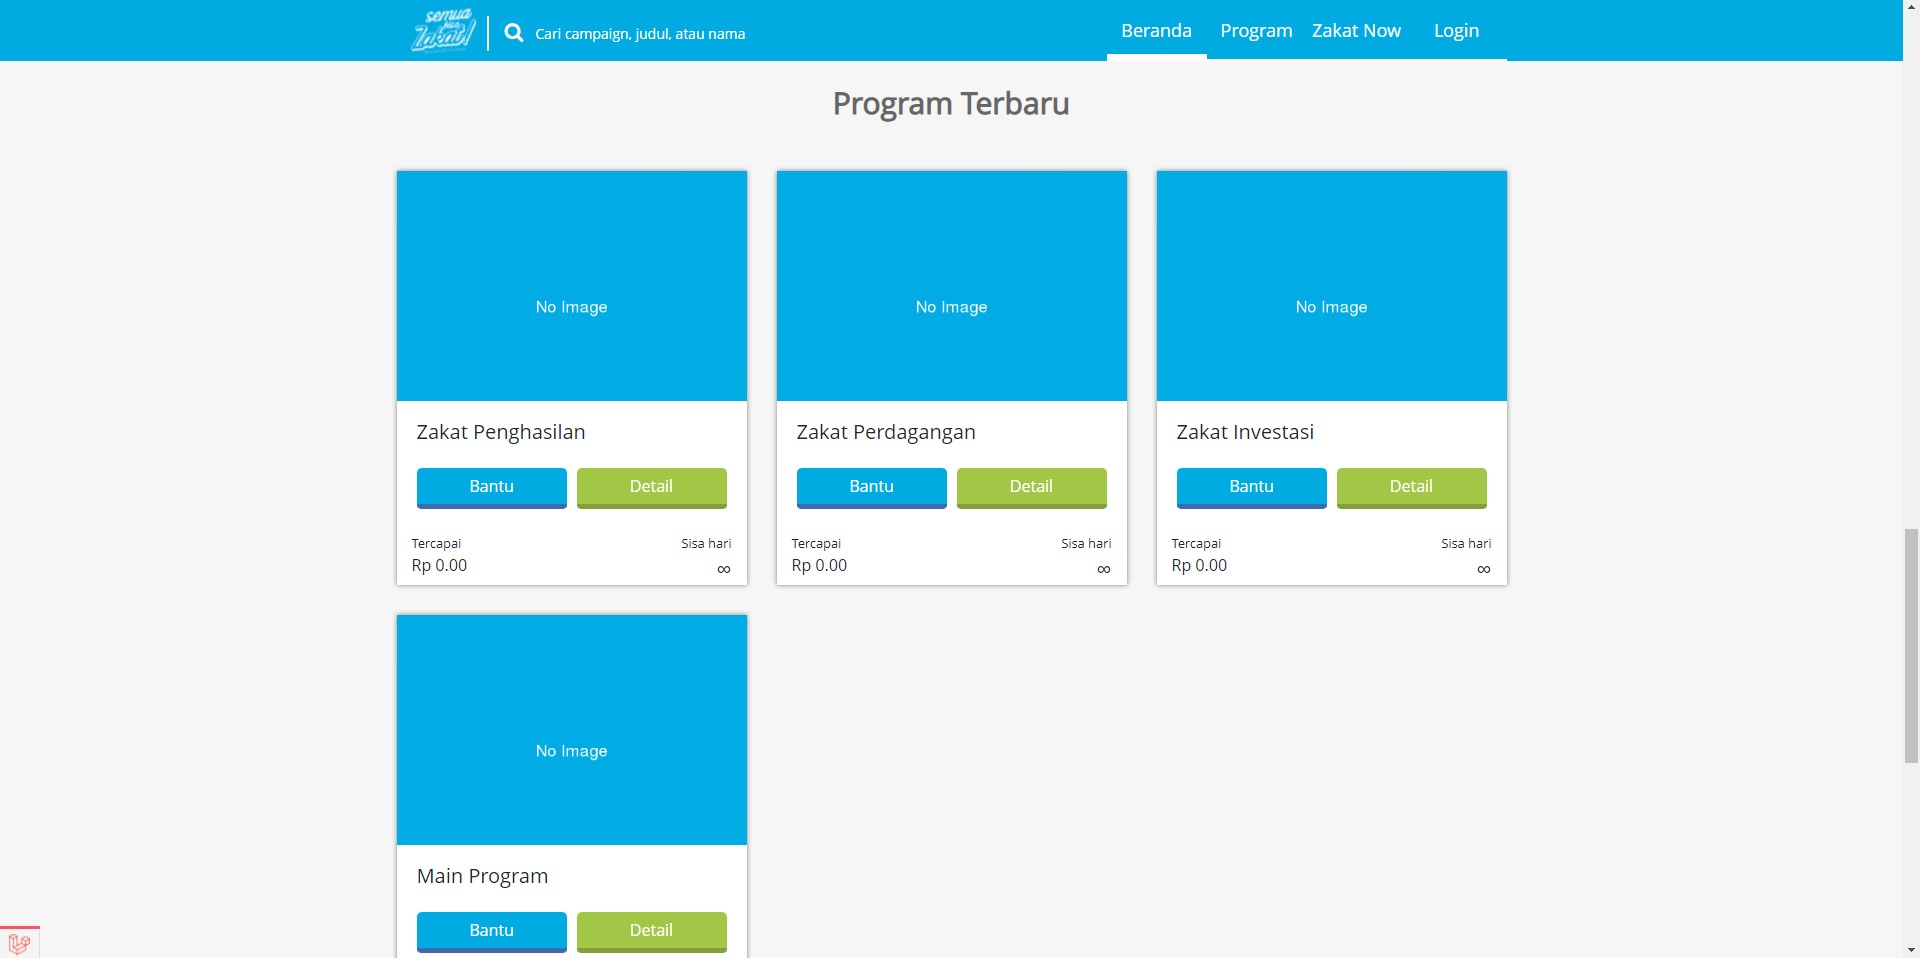 semua
bisa
Zakat!
Cari campaign, judul, atau nama
Beranda
Program
Zakat Now
Login
Program Terbaru
No Image
No Image
No Image
Zakat Penghasilan
Zakat Perdagangan
Zakat Investasi
Bantu
Detail
Bantu
Detail
Bantu
Detail
Tercapai
Sisa hari
Tercapai
Sisa hari
Tercapai
Sisa hari
Rp 0.00
∞
Rp 0.00
∞
Rp 0.00
∞
No Image
Main Program
Bantu
Detail